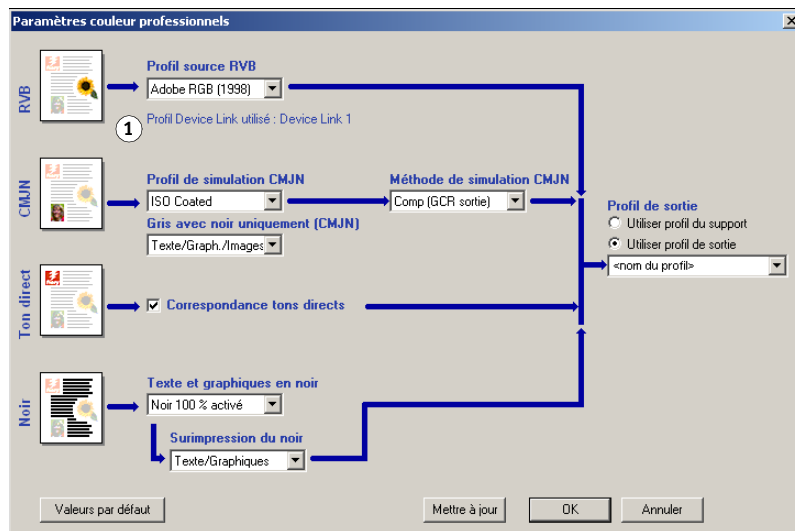 Paramètres couleur professionnels
RVB
Profil source RVB
Adobe RGB (1998)
1
Profil Device Link utilisé : Device Link 1
CMJN
Profil de simulation CMJN
ISO Coated
Méthode de simulation CMJN
Comp (GCR sortie)
Gris avec noir uniquement (CMJN)
Texte/Graph./Images
Profil de sortie
Utiliser profil du support
Utiliser profil de sortie
<nom du profil>
Ton direct
Correspondance tons directs
Noir
Texte et graphiques en noir
Noir 100 % activé
Surimpression du noir
Texte/Graphiques
Valeurs par défaut
Mettre à jour
OK
Annuler